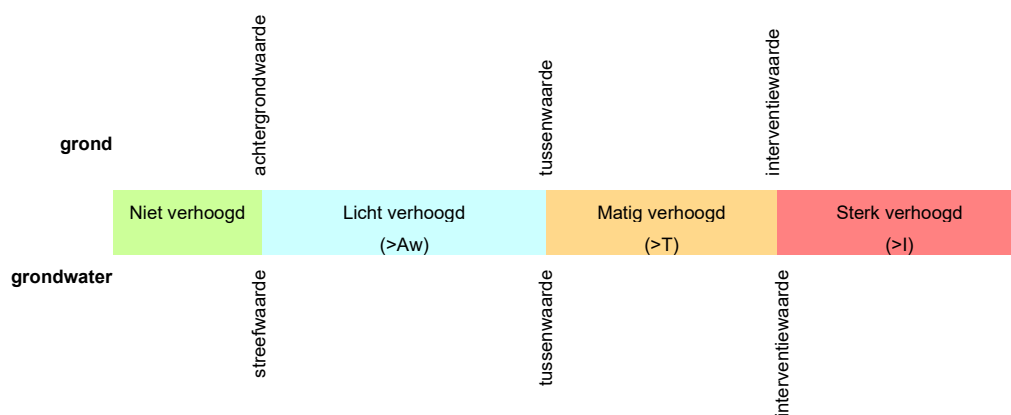 achtergrondwaarde
tussenwaarde
interventiewaarde
grond
Niet verhoogd
Licht verhoogd
(>Aw)
Matig verhoogd
(>T)
Sterk verhoogd
(>I)
grondwater
streefwaarde
tussenwaarde
interventiewaarde